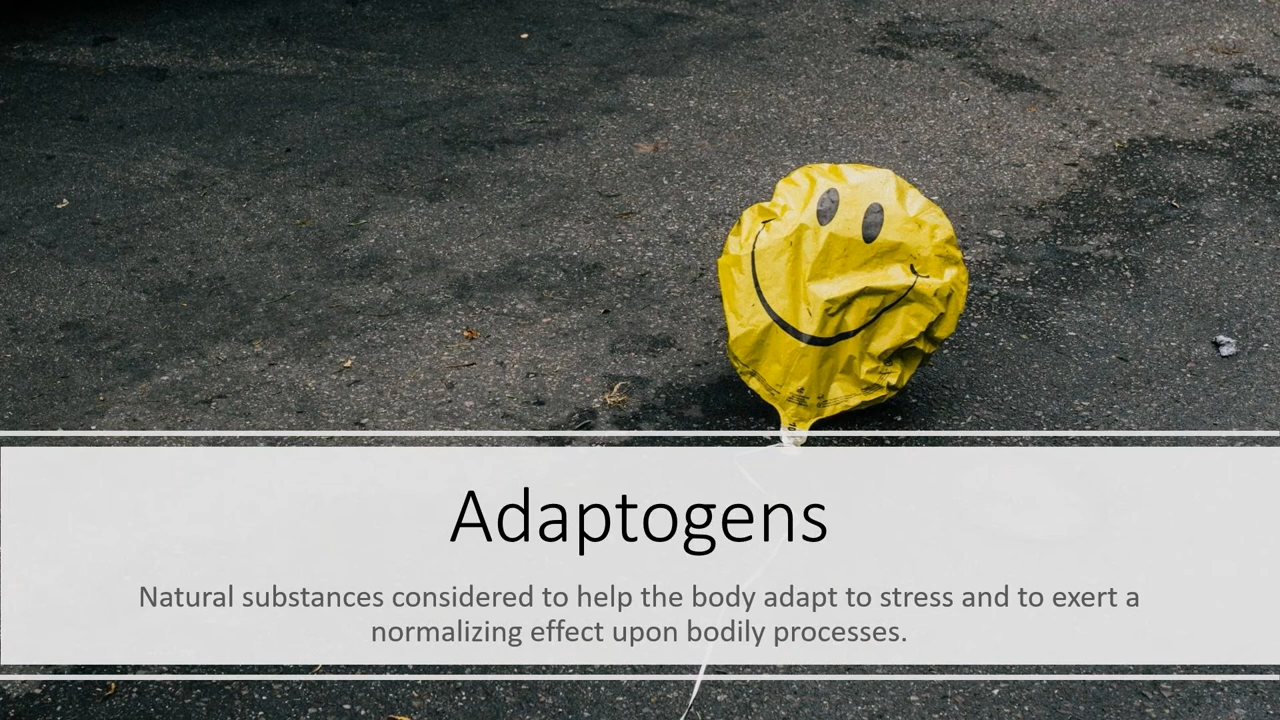 Adaptogens
Natural substances considered to help the body adapt to stress and to exert a
normalizing effect upon bodily processes.